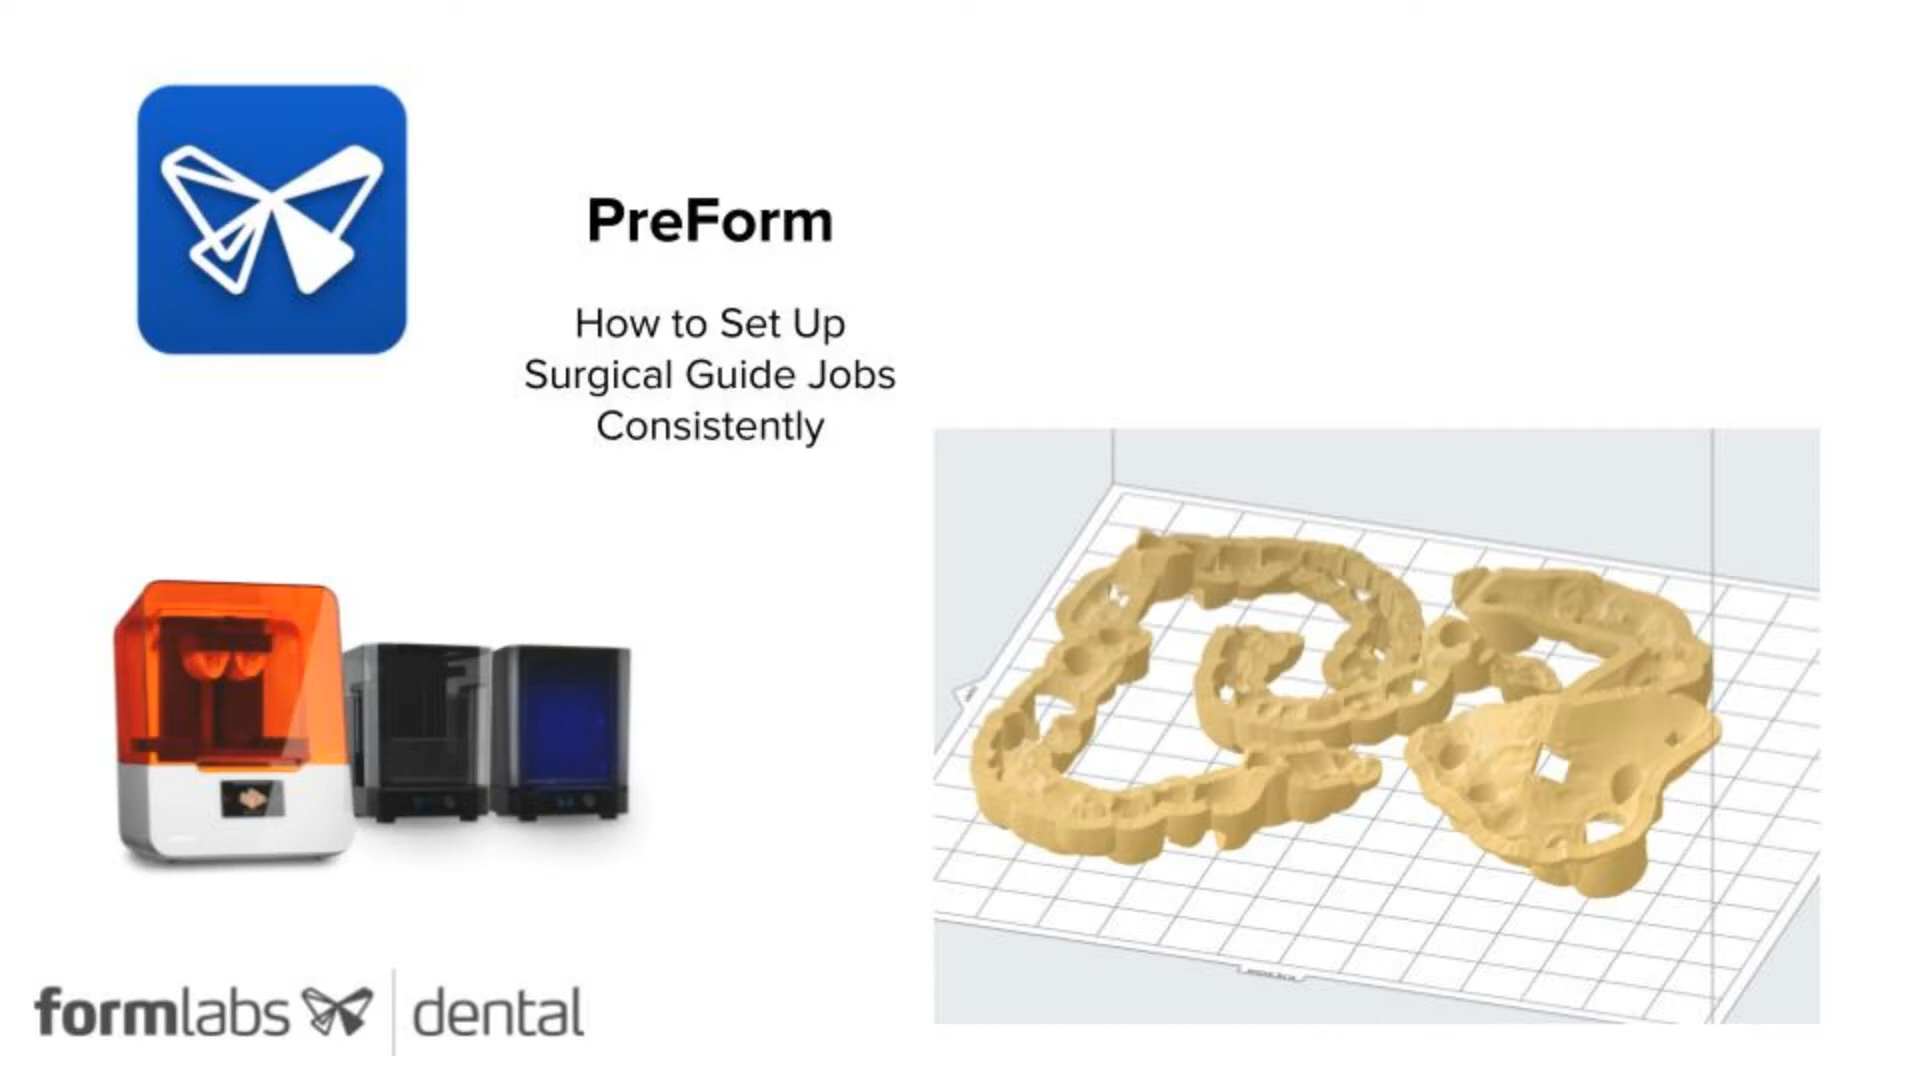 PreForm
How to Set Up
Surgical Guide Jobs
Consistently
formlabs dental